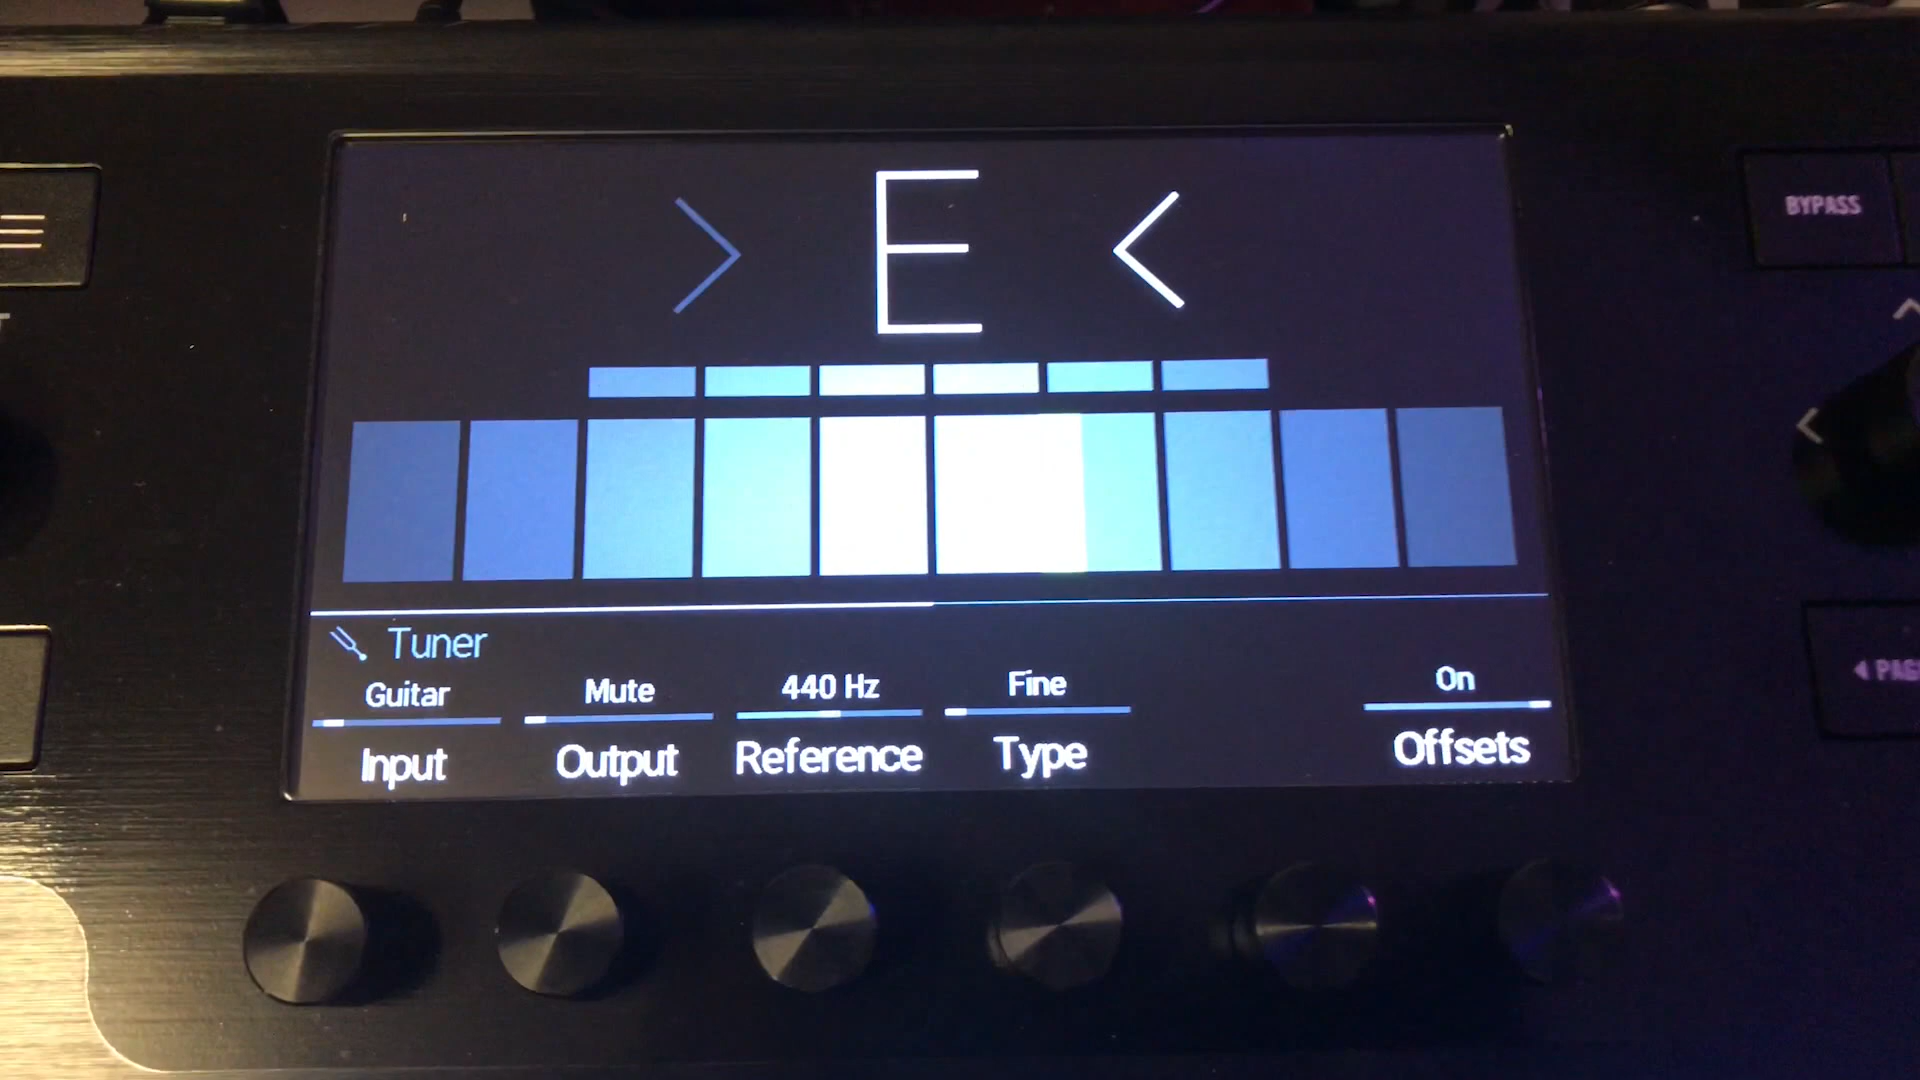 E
BYPASS
Tuner
Guitar Mute 440 Hz Fine On
Input Output Reference Type Offsets